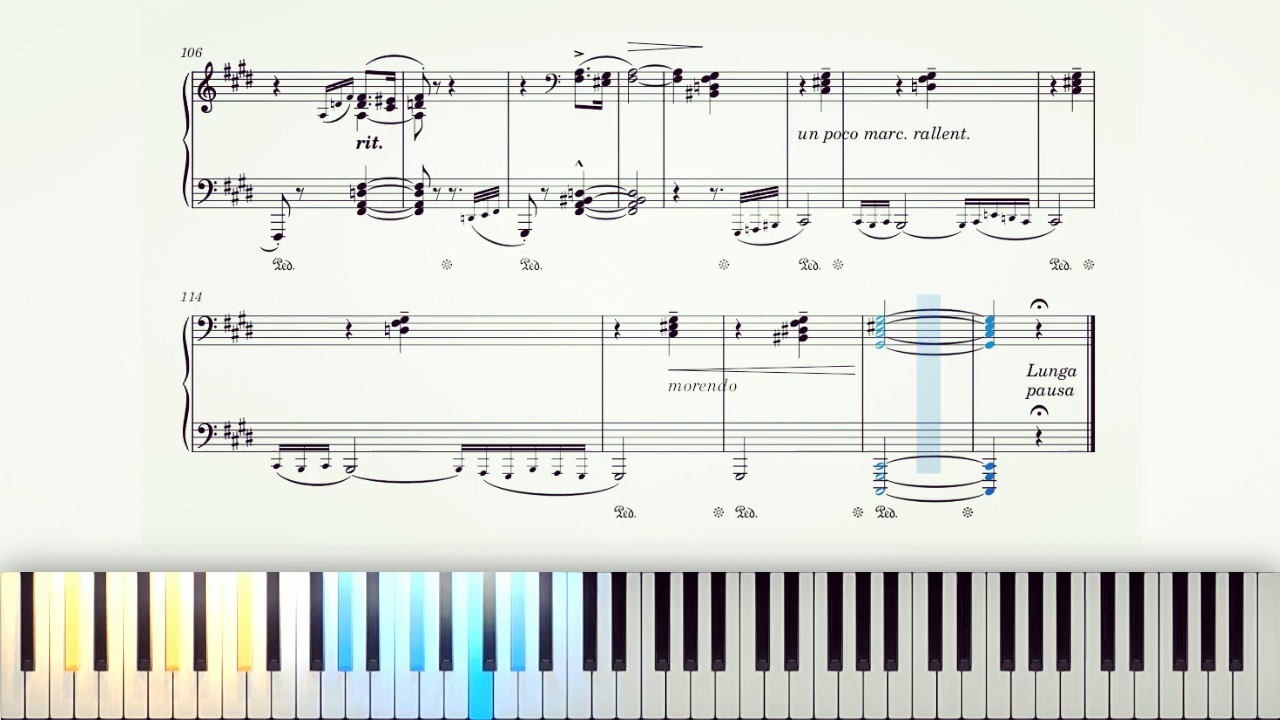 106
rit.
un poco marc. rallent.
Ped.
Ped.
Ped.
Ped.
114
Lunga
pausa
morendo
Ped.
Ped.
Ped.